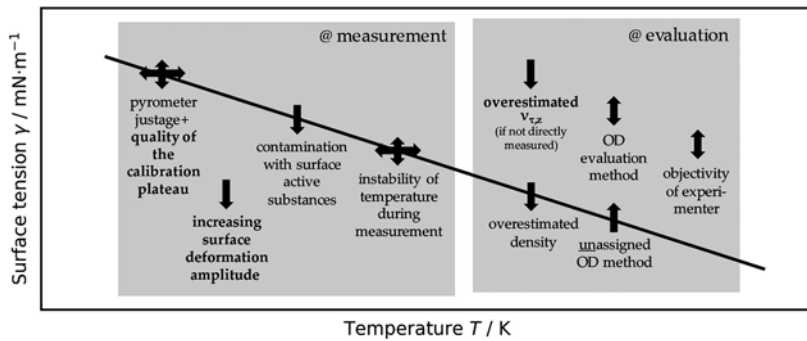 Surface tension γ / mN·m⁻¹
@ measurement
pyrometer
justage+
quality of
the
calibration
plateau
increasing
surface
deformation
amplitude
contamination
with surface
active
substances
instability of
temperature
during
measurement
@ evaluation
overestimated
ντ,z
(if not directly
measured)
OD
evaluation
method
objectivity
of experi-
menter
overestimated
density
unassigned
OD method
Temperature T / K